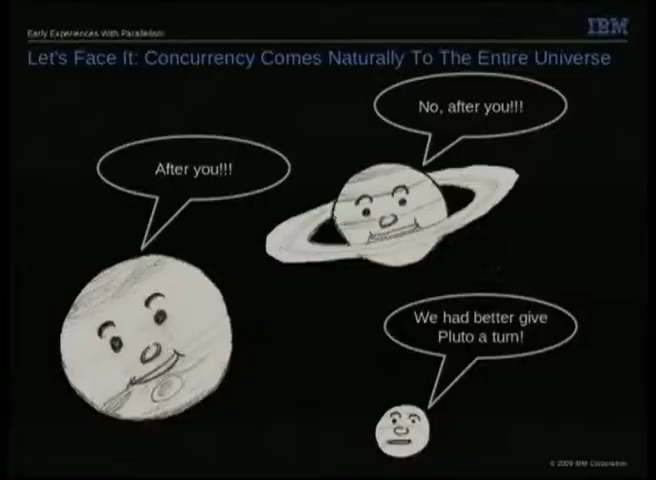 Early Experiences With Parallelism
IBM
Let's Face It: Concurrency Comes Naturally To The Entire Universe
No, after you!!!
After you!!!
We had better give
Pluto a turn!
© 2009 IBM Corporation